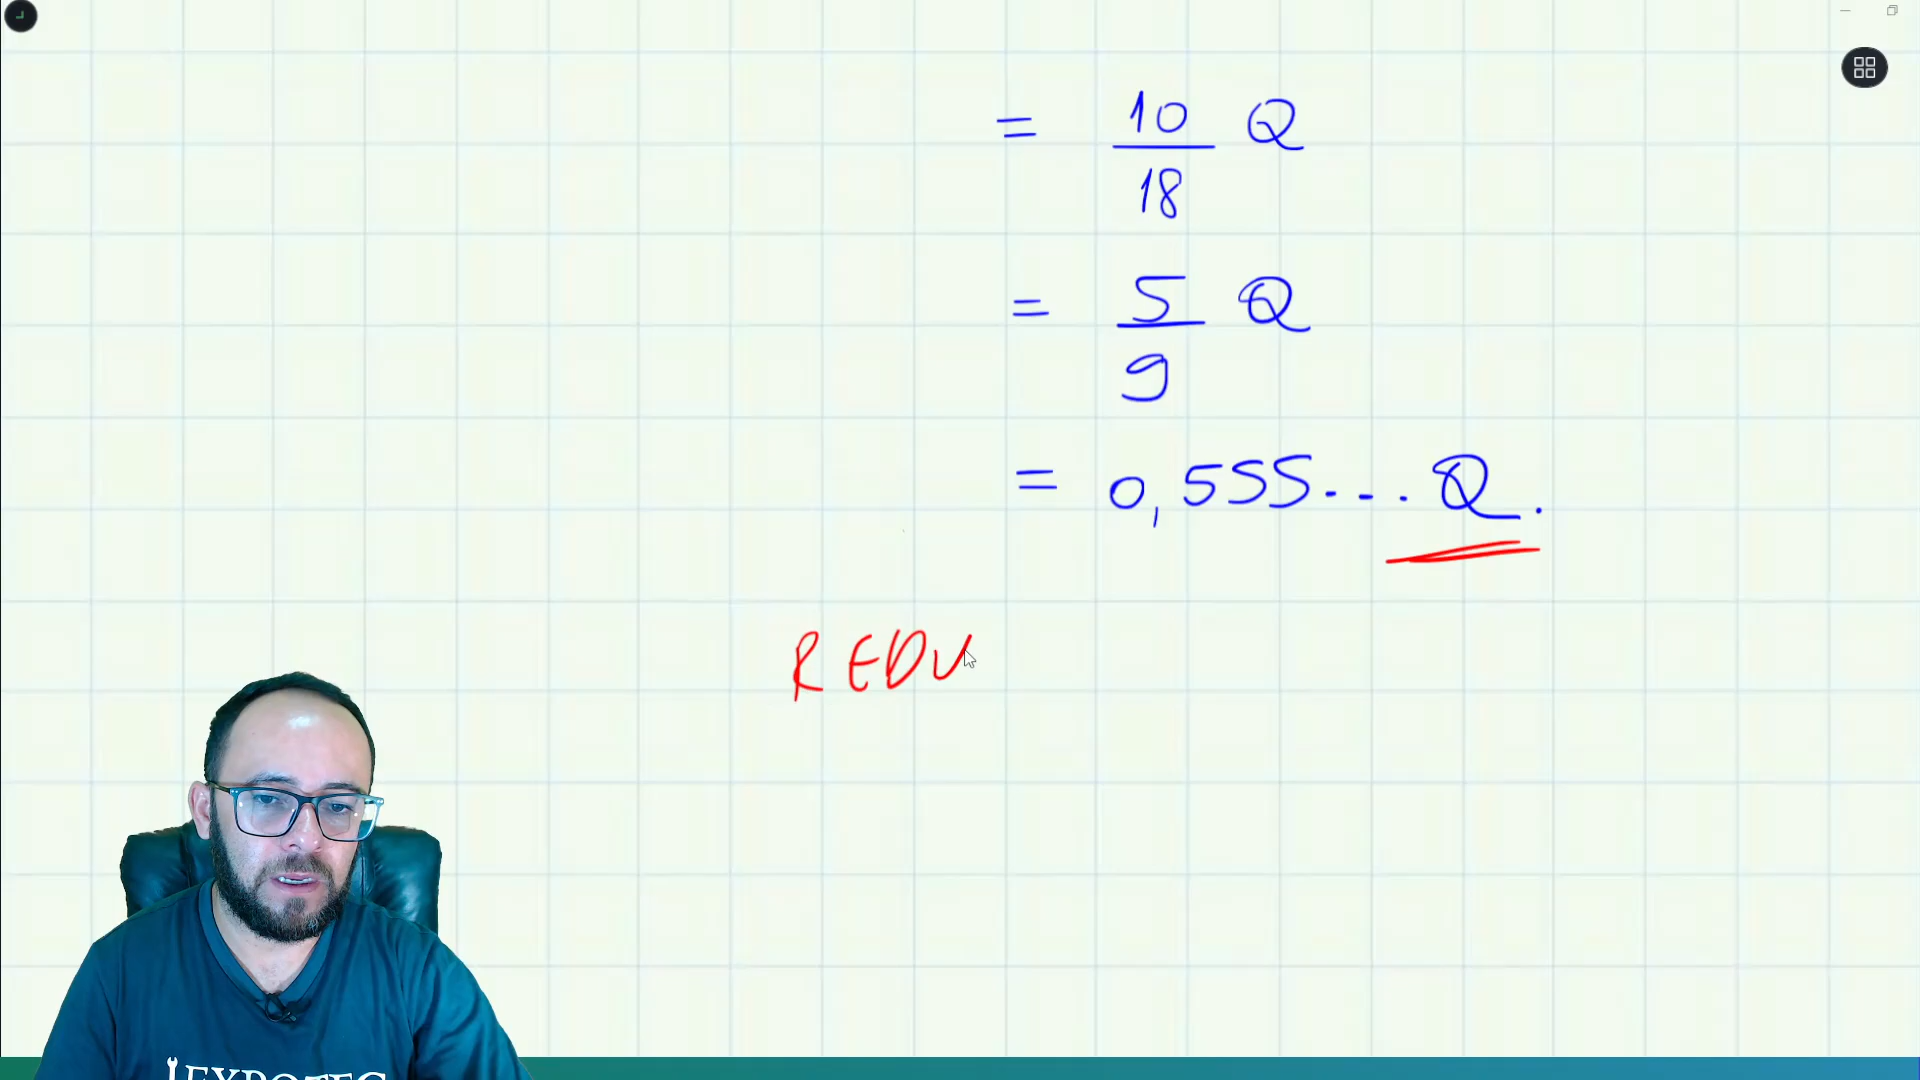 = 10/18 Q
= 5/9 Q
= 0,555... Q.
REDU